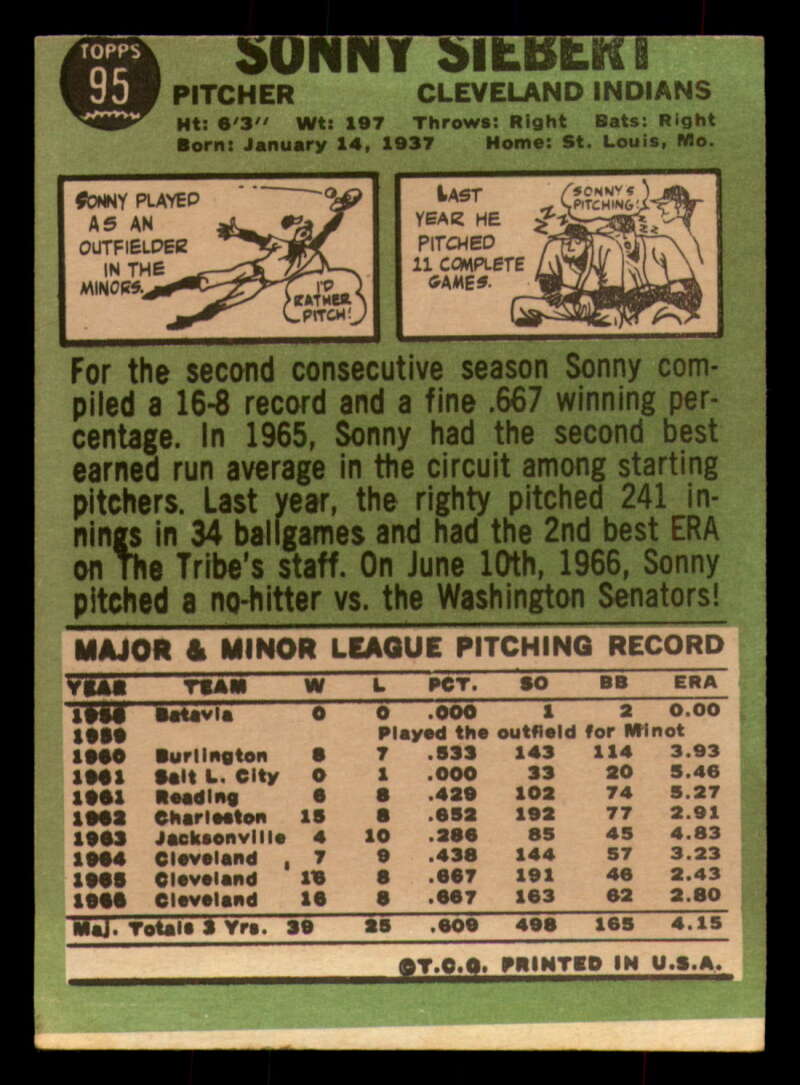 TOPPS
95
SONNY SIEBERT
PITCHER CLEVELAND INDIANS
Ht: 6'3" Wt: 197 Throws: Right Bats: Right
Born: January 14, 1937 Home: St. Louis, Mo.
SONNY PLAYED
AS AN
OUTFIELDER
IN THE
MINORS.
I'D
RATHER
PITCH!
LAST
YEAR HE
PITCHED
11 COMPLETE
GAMES.
SONNY'S
PITCHING!
Z Z Z Z
Z Z
For the second consecutive season Sonny com-
piled a 16-8 record and a fine .667 winning per-
centage. In 1965, Sonny had the second best
earned run average in the circuit among starting
pitchers. Last year, the righty pitched 241 in-
nings in 34 ballgames and had the 2nd best ERA
on The Tribe's staff. On June 10th, 1966, Sonny
pitched a no-hitter vs. the Washington Senators!
MAJOR & MINOR LEAGUE PITCHING RECORD
YEAR TEAM W L PCT. SO BB ERA
1958 Batavia 0 0 .000 1 2 0.00
1959 Played the outfield for Minot
1960 Burlington 8 7 .533 143 114 3.93
1961 Salt L. City 0 1 .000 33 20 5.46
1961 Reading 6 8 .429 102 74 5.27
1962 Charleston 15 8 .652 192 77 2.91
1963 Jacksonville 4 10 .286 85 45 4.83
1964 Cleveland 7 9 .438 144 57 3.23
1965 Cleveland 16 8 .667 191 46 2.43
1966 Cleveland 16 8 .667 163 62 2.80
Maj. Totals 3 Yrs. 39 25 .609 498 165 4.15
©T.C.G. PRINTED IN U.S.A.